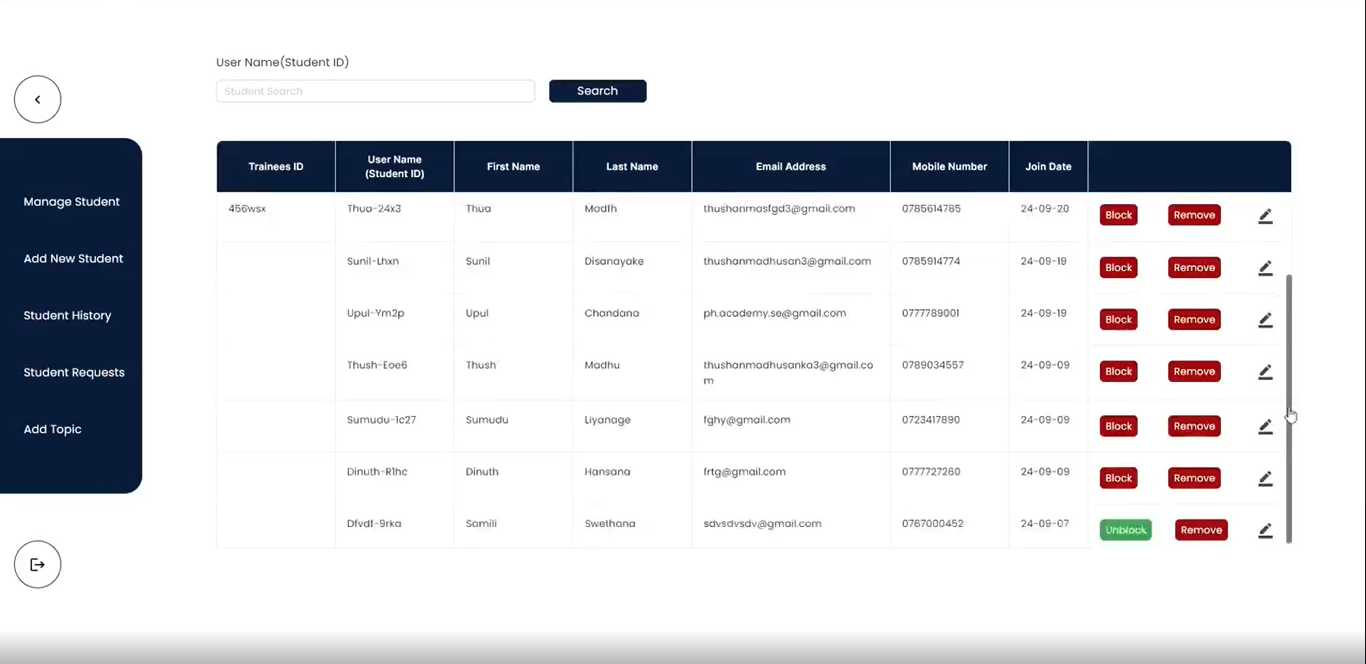 User Name(Student ID)
Student Search
Search
Manage Student
Add New Student
Student History
Student Requests
Add Topic
Trainees ID User Name (Student ID) First Name Last Name Email Address Mobile Number Join Date
456wsx Thua-24x3 Thua Madfh thushanmasfgd3@gmail.com 0785614785 24-09-20 Block Remove
Sunil-Lhxn Sunil Disanayake thushanmadhusan3@gmail.com 0785914774 24-09-19 Block Remove
Upul-Ym2p Upul Chandana ph.academy.se@gmail.com 0777789001 24-09-19 Block Remove
Thush-Eoe6 Thush Madhu thushanmadhusanka3@gmail.co 0789034557 24-09-09 Block Remove
m
Sumudu-1c27 Sumudu Liyanage fghy@gmail.com 0723417890 24-09-09 Block Remove
Dinuth-R1hc Dinuth Hansana frtg@gmail.com 0777727260 24-09-09 Block Remove
Dfvdf-9rka Samili Swethana sdvsdvsdv@gmail.com 0767000452 24-09-07 Unblock Remove